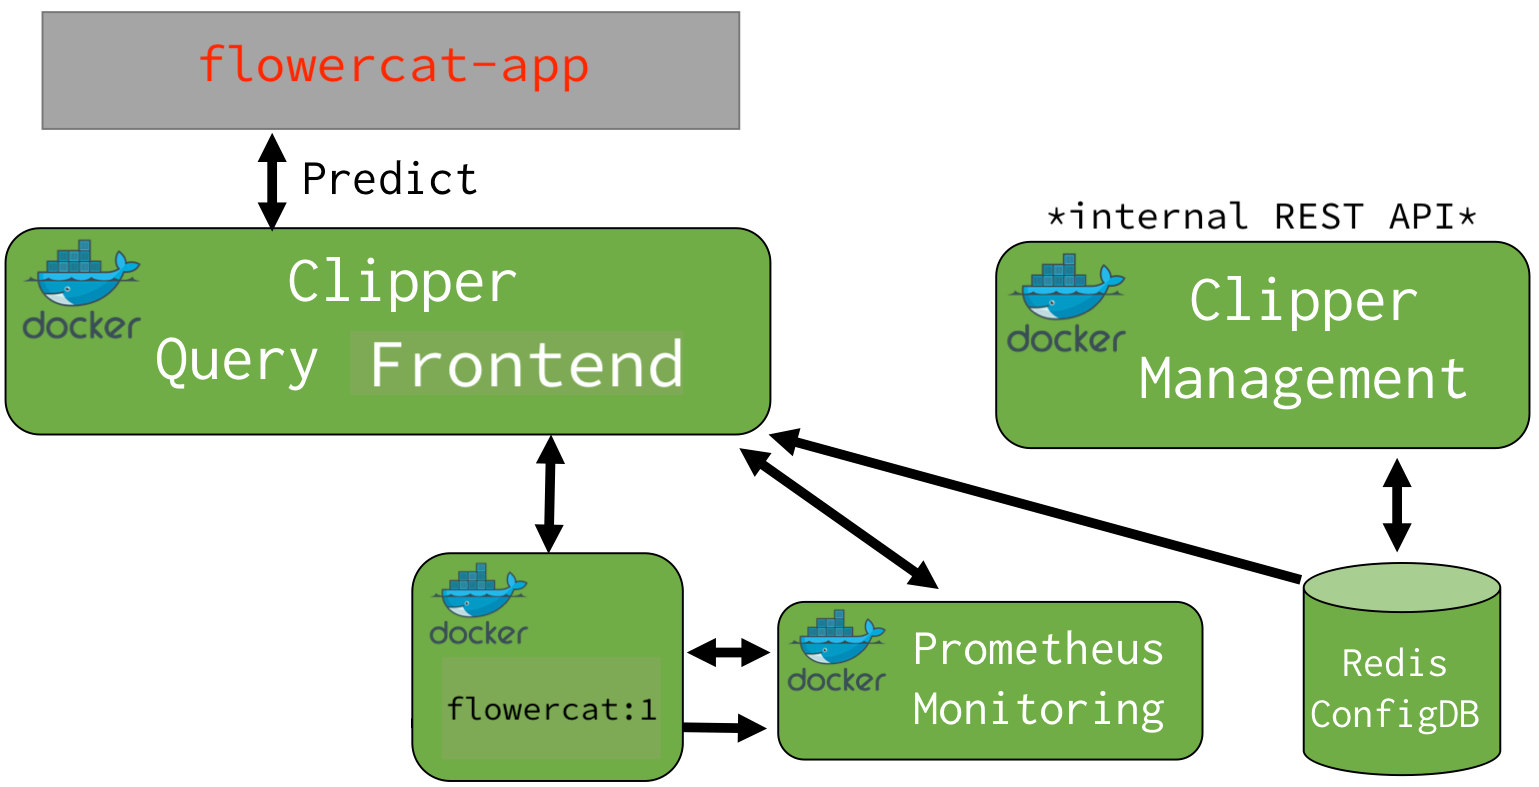 flowercat-app
Predict
*internal REST API*
docker
Clipper
Query Frontend
docker
Clipper
Management
docker
flowercat:1
docker
Prometheus
Monitoring
Redis
ConfigDB